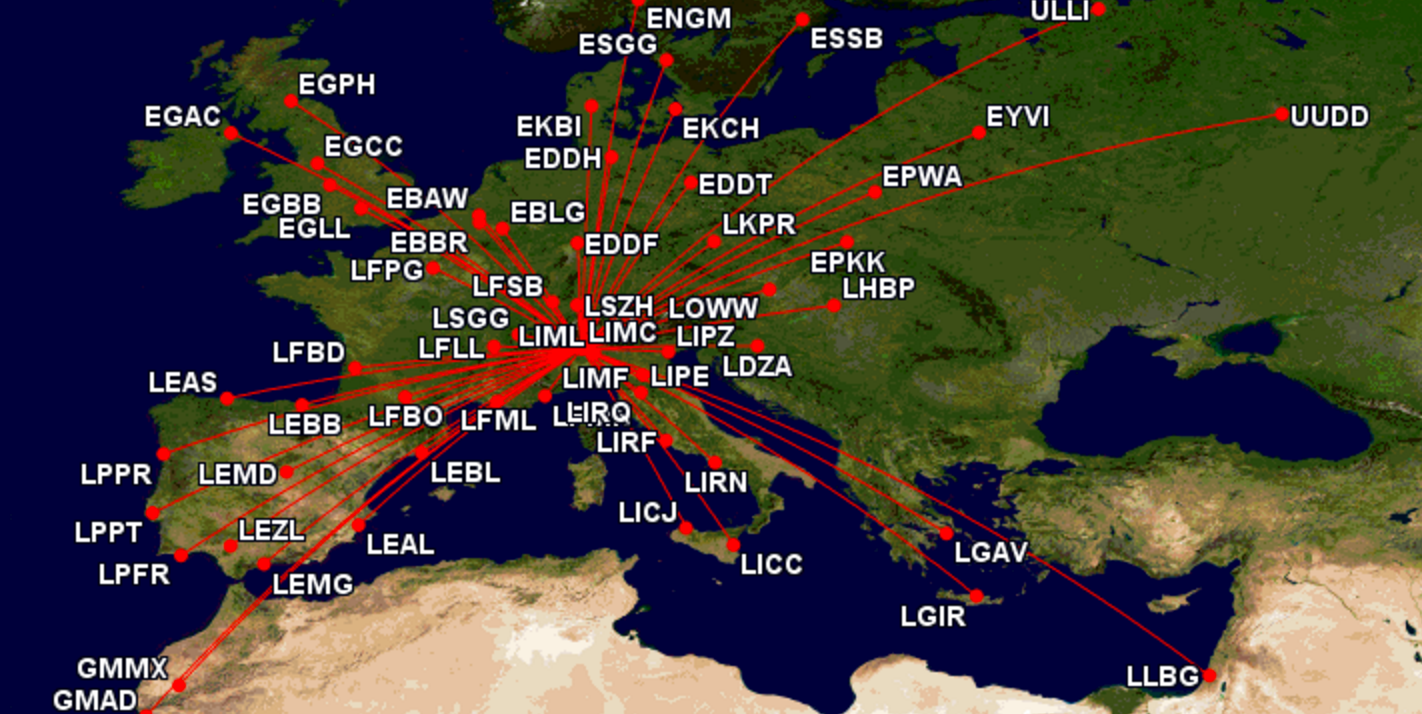 ENGM
ULLI
ESGG
ESSB
EGPH
EGAC
EYVI
UUDD
EKBI
EKCH
EGCC
EDDH
EPWA
EDDT
EBAW
EGBB
EBLG
LKPR
EGLL
EBBR
EDDF
EPKK
LFPG
LFSB
LHBP
LSZH
LOWW
LSGG
LIML
LIMC
LIPZ
LFLL
LFBD
LDZA
LEAS
LIMF
LIPE
LFBO
LIRQ
LEBB
LFML
LIRF
LPPR
LEMD
LEBL
LIRN
LICJ
LPPT
LEZL
LEAL
LGAV
LICC
LPFR
LEMG
LGIR
GMMX
LLBG
GMAD